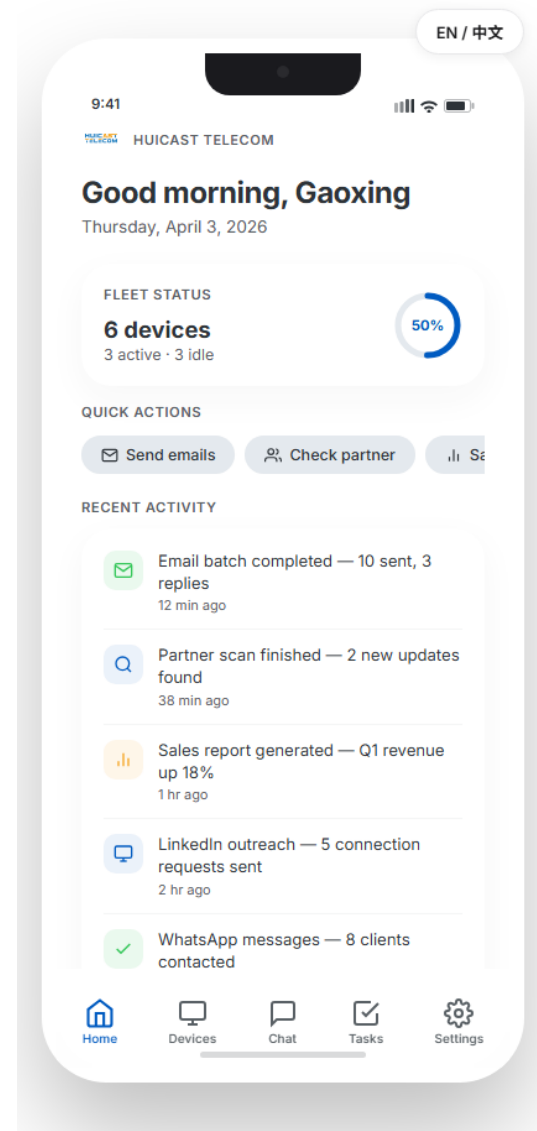 EN / 中文
9:41
HUICAST
TELECOM
HUICAST TELECOM
Good morning, Gaoxing
Thursday, April 3, 2026
FLEET STATUS
6 devices
3 active · 3 idle
50%
QUICK ACTIONS
Send emails
Check partner
Sa
RECENT ACTIVITY
Email batch completed — 10 sent, 3
replies
12 min ago
Partner scan finished — 2 new updates
found
38 min ago
Sales report generated — Q1 revenue
up 18%
1 hr ago
LinkedIn outreach — 5 connection
requests sent
2 hr ago
WhatsApp messages — 8 clients
contacted
Home
Devices
Chat
Tasks
Settings